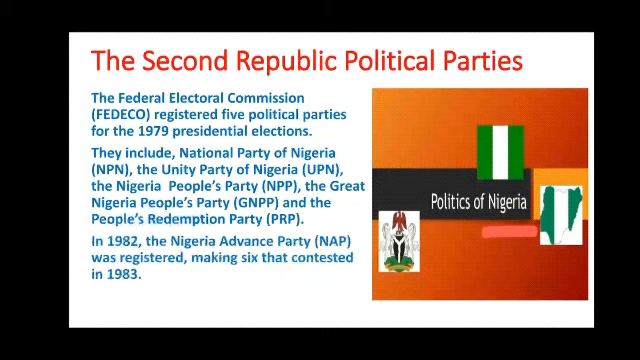 The Second Republic Political Parties
The Federal Electoral Commission
(FEDECO) registered five political parties
for the 1979 presidential elections.
They include, National Party of Nigeria
(NPN), the Unity Party of Nigeria (UPN),
the Nigeria People's Party (NPP), the Great
Nigeria People's Party (GNPP) and the
People's Redemption Party (PRP).
In 1982, the Nigeria Advance Party (NAP)
was registered, making six that contested
in 1983.
Politics of Nigeria